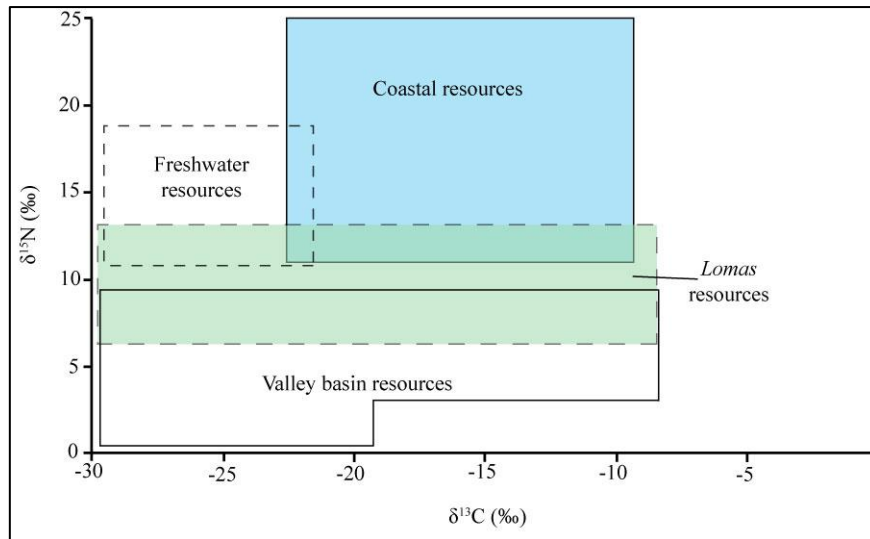 25
20
15
10
5
0
δ¹⁵N (‰)
Coastal resources
Freshwater
resources
Lomas
resources
Valley basin resources
-30
-25
-20
-15
-10
-5
δ¹³C (‰)